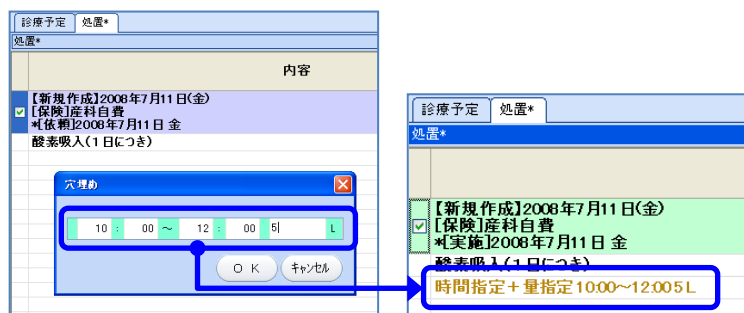 診療予定 処置*
処置*
内容
【新規作成】2008年7月11日(金)
[保険]産科自費
*[依頼]2008年7月11日 金
酸素吸入(1日につき)
穴埋め
10 : 00 ～ 12 : 00 5 L
ＯＫ キャンセル
診療予定 処置*
処置*
【新規作成】2008年7月11日(金)
[保険]産科自費
*[実施]2008年7月11日 金
酸素吸入(1日につき)
時間指定＋量指定10:00～12:005L